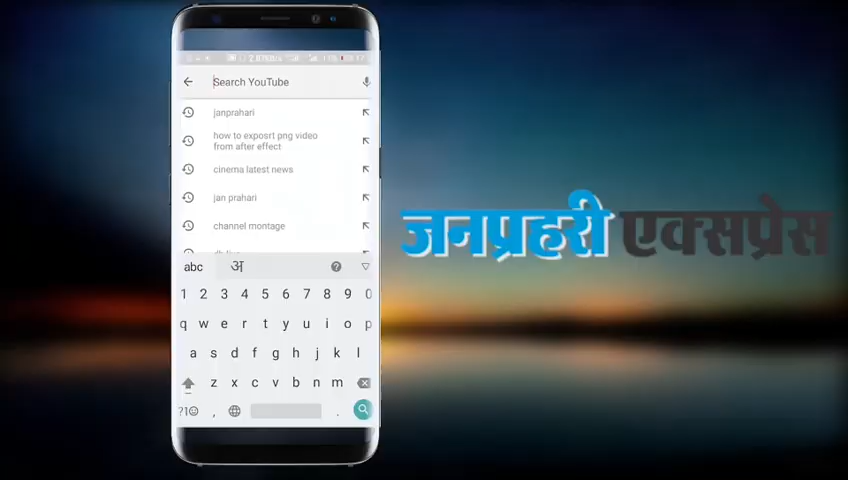 Search YouTube
janprahari
how to exposrt png video
from after effect
cinema latest news
jan prahari
channel montage
abc अ
1 2 3 4 5 6 7 8 9 0
q w e r t y u i o p
a s d f g h j k l
z x c v b n m
?1☺ , .
जनप्रहरी एक्सप्रेस